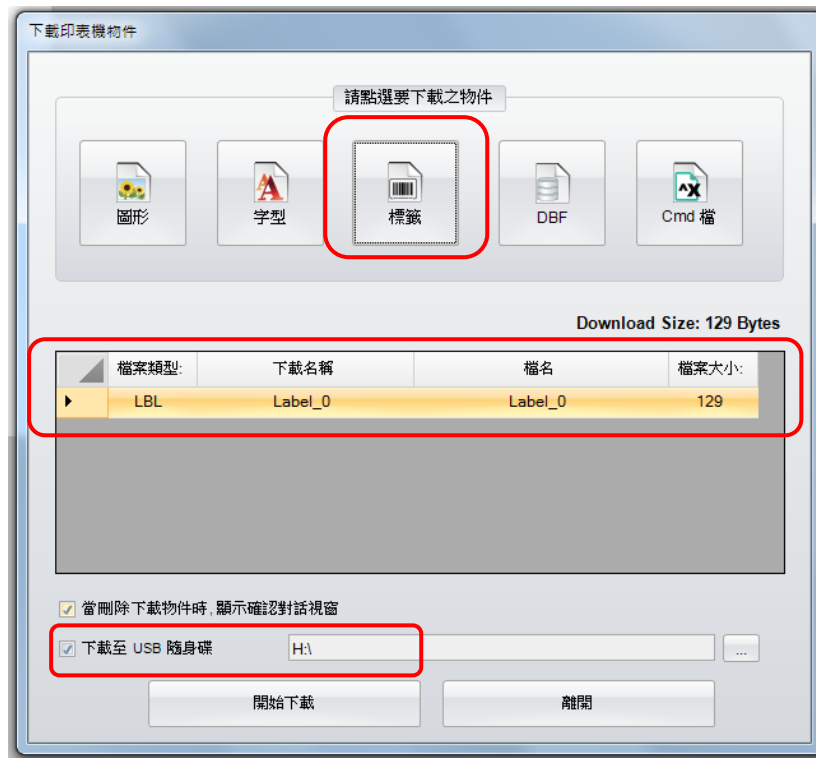 下載印表機物件
請點選要下載之物件
圖形 字型 標籤 DBF Cmd 檔
Download Size: 129 Bytes
檔案類型: 下載名稱 檔名 檔案大小:
LBL Label_0 Label_0 129
當刪除下載物件時,顯示確認對話視窗
下載至 USB 隨身碟 H:\ ...
開始下載 離開